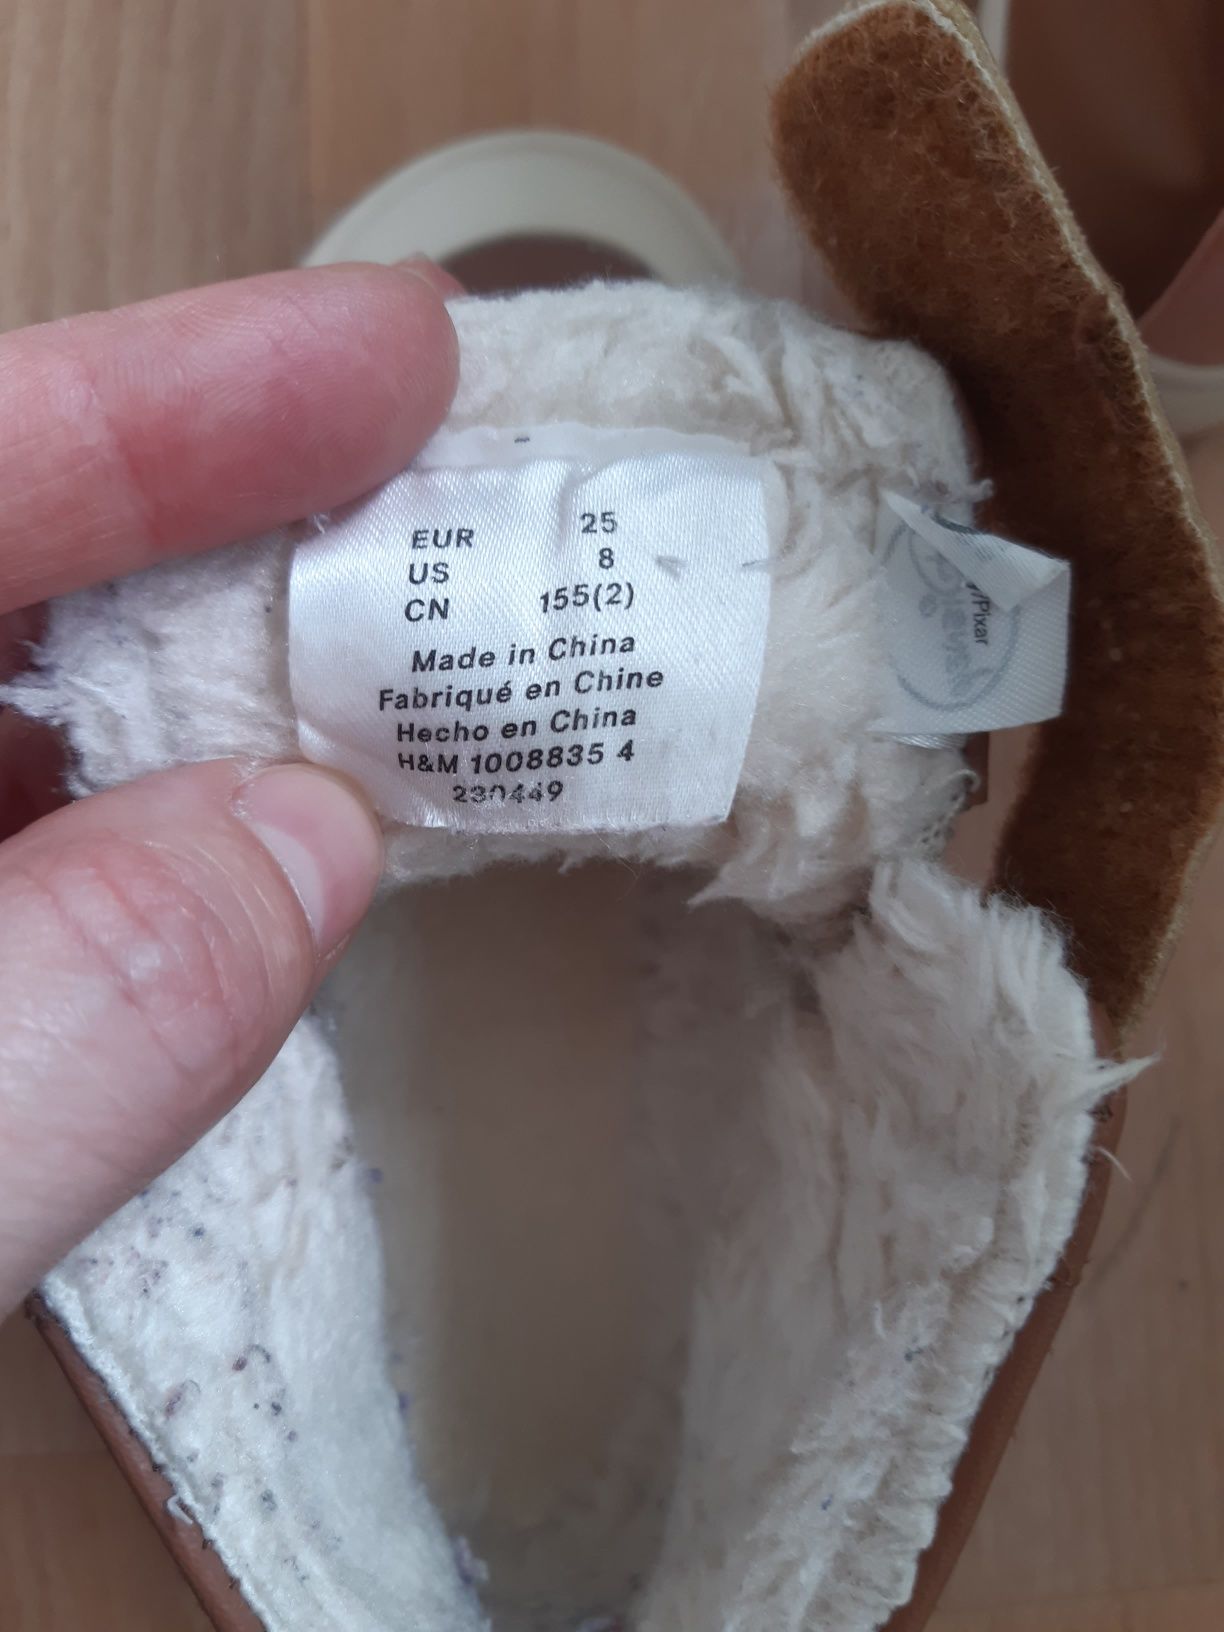 EUR 25
US 8
CN 155(2)
Made in China
Fabriqué en Chine
Hecho en China
H&M 1008835 4
230449
/Pixar